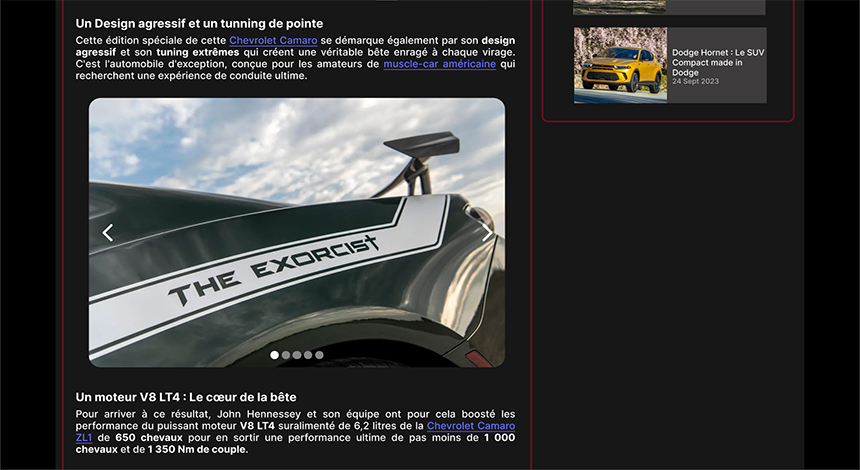 Un Design agressif et un tunning de pointe
Cette édition spéciale de cette Chevrolet Camaro se démarque également par son design
agressif et son tuning extrêmes qui créent une véritable bête enragé à chaque virage.
C'est l'automobile d'exception, conçue pour les amateurs de muscle-car américaine qui
recherchent une expérience de conduite ultime.
THE EXORCIST
Un moteur V8 LT4 : Le cœur de la bête
Pour arriver à ce résultat, John Hennessey et son équipe ont pour cela boosté les
performance du puissant moteur V8 LT4 suralimenté de 6,2 litres de la Chevrolet Camaro
ZL1 de 650 chevaux pour en sortir une performance ultime de pas moins de 1 000
chevaux et de 1 350 Nm de couple.
Dodge Hornet : Le SUV
Compact made in
Dodge
24 Sept 2023